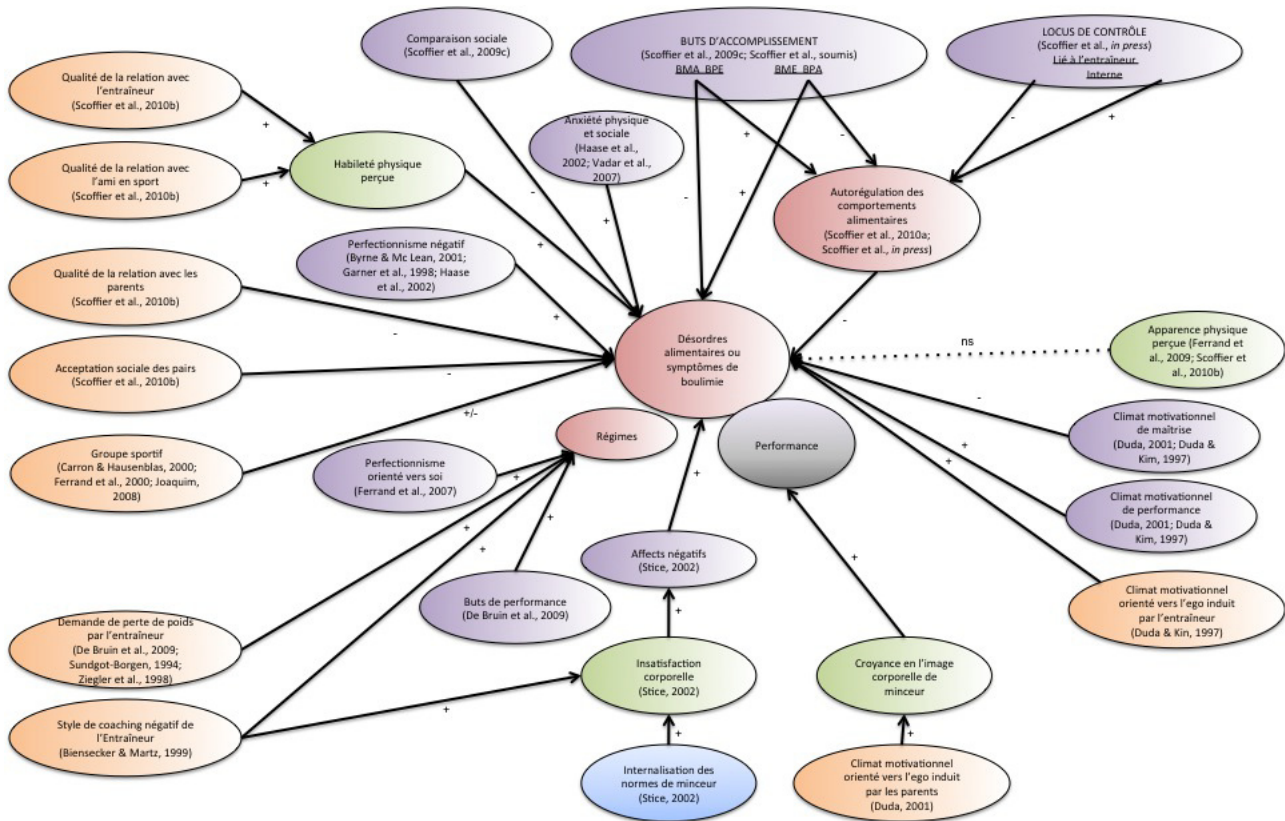 Comparaison sociale
(Scoffier et al., 2009c)
BUTS D'ACCOMPLISSEMENT
(Scoffier et al., 2009c; Scoffier et al., soumis)
BMA BPE BME BPA
LOCUS DE CONTRÔLE
(Scoffier et al., in press)
Lié à l'entraîneur
Interne
Qualité de la relation avec
l'entraîneur
(Scoffier et al., 2010b)
+
Qualité de la relation avec
l'ami en sport
(Scoffier et al., 2010b)
+
Habileté physique
perçue
+
-
Anxiété physique
et sociale
(Haase et al.,
2002; Vadar et al.,
2007)
+
-
+
+
-
-
+
Autorégulation des
comportements
alimentaires
(Scoffier et al., 2010a;
Scoffier et al., in press)
-
Perfectionnisme négatif
(Byrne & Mc Lean, 2001;
Garner et al., 1998; Haase
et al., 2002)
+
Qualité de la relation avec les
parents
(Scoffier et al., 2010b)
-
Acceptation sociale des pairs
(Scoffier et al., 2010b)
-
Désordres
alimentaires ou
symptômes de
boulimie
ns
Apparence physique
perçue (Ferrand et
al., 2009; Scoffier et
al., 2010b)
Groupe sportif
(Carron & Hausenblas, 2000;
Ferrand et al., 2000; Joaquim,
2008)
+/-
Régimes
Performance
-
Climat motivationnel
de maîtrise
(Duda, 2001; Duda &
Kim, 1997)
Perfectionnisme
orienté vers soi
(Ferrand et al., 2007)
+
+
+
+
+
+
+
Climat motivationnel
de performance
(Duda, 2001; Duda &
Kim, 1997)
Affects négatifs
(Stice, 2002)
+
Buts de performance
(De Bruin et al., 2009)
+
Climat motivationnel
orienté vers l'ego induit
par l'entraîneur
(Duda & Kin, 1997)
Demande de perte de poids
par l'entraîneur
(De Bruin et al., 2009;
Sundgot-Borgen, 1994;
Ziegler et al., 1998)
Insatisfaction
corporelle
(Stice, 2002)
Croyance en l'image
corporelle de
minceur
Style de coaching négatif de
l'Entraîneur
(Biensecker & Martz, 1999)
+
+
+
Internalisation des
normes de minceur
(Stice, 2002)
Climat motivationnel
orienté vers l'ego induit
par les parents
(Duda, 2001)